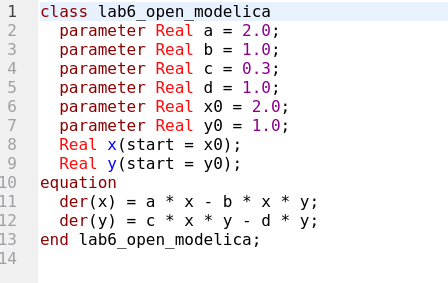 1 class lab6_open_modelica
2   parameter Real a = 2.0;
3   parameter Real b = 1.0;
4   parameter Real c = 0.3;
5   parameter Real d = 1.0;
6   parameter Real x0 = 2.0;
7   parameter Real y0 = 1.0;
8   Real x(start = x0);
9   Real y(start = y0);
10 equation
11   der(x) = a * x - b * x * y;
12   der(y) = c * x * y - d * y;
13 end lab6_open_modelica;
14